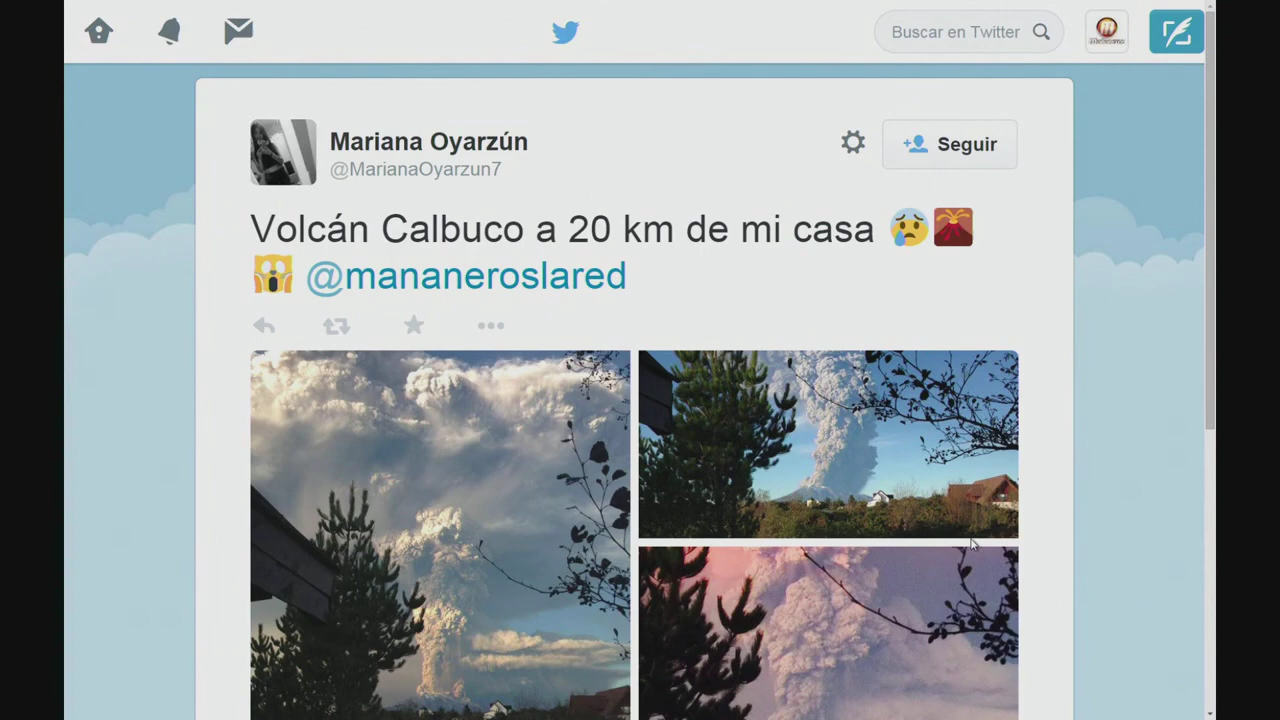 Buscar en Twitter
Mariana Oyarzún
@MarianaOyarzun7
Seguir
Volcán Calbuco a 20 km de mi casa 😰🌋
😱 @mananeroslared